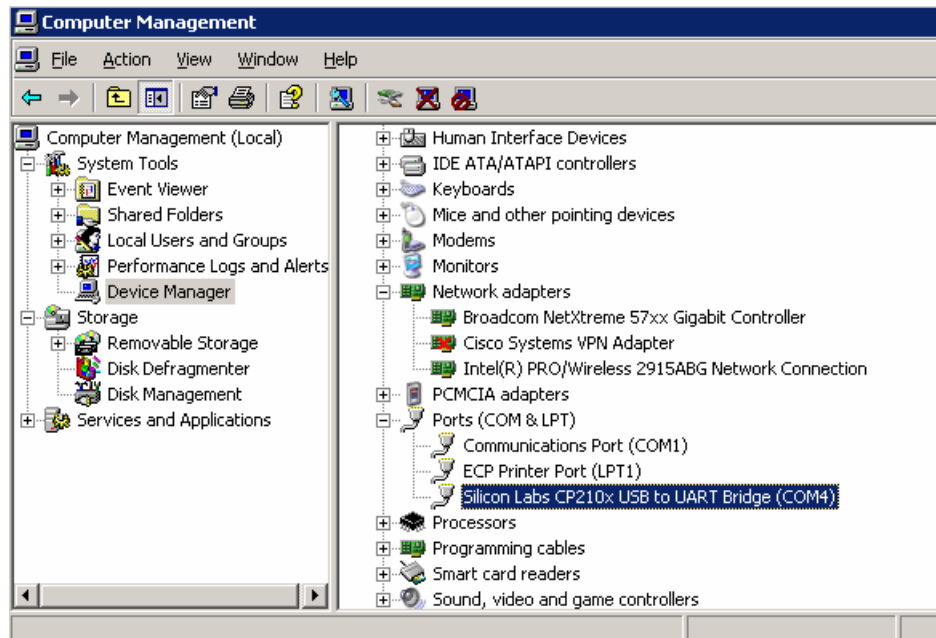 Computer Management
File Action View Window Help
Computer Management (Local)
System Tools
Event Viewer
Shared Folders
Local Users and Groups
Performance Logs and Alerts
Device Manager
Storage
Removable Storage
Disk Defragmenter
Disk Management
Services and Applications
Human Interface Devices
IDE ATA/ATAPI controllers
Keyboards
Mice and other pointing devices
Modems
Monitors
Network adapters
Broadcom NetXtreme 57xx Gigabit Controller
Cisco Systems VPN Adapter
Intel(R) PRO/Wireless 2915ABG Network Connection
PCMCIA adapters
Ports (COM & LPT)
Communications Port (COM1)
ECP Printer Port (LPT1)
Silicon Labs CP210x USB to UART Bridge (COM4)
Processors
Programming cables
Smart card readers
Sound, video and game controllers